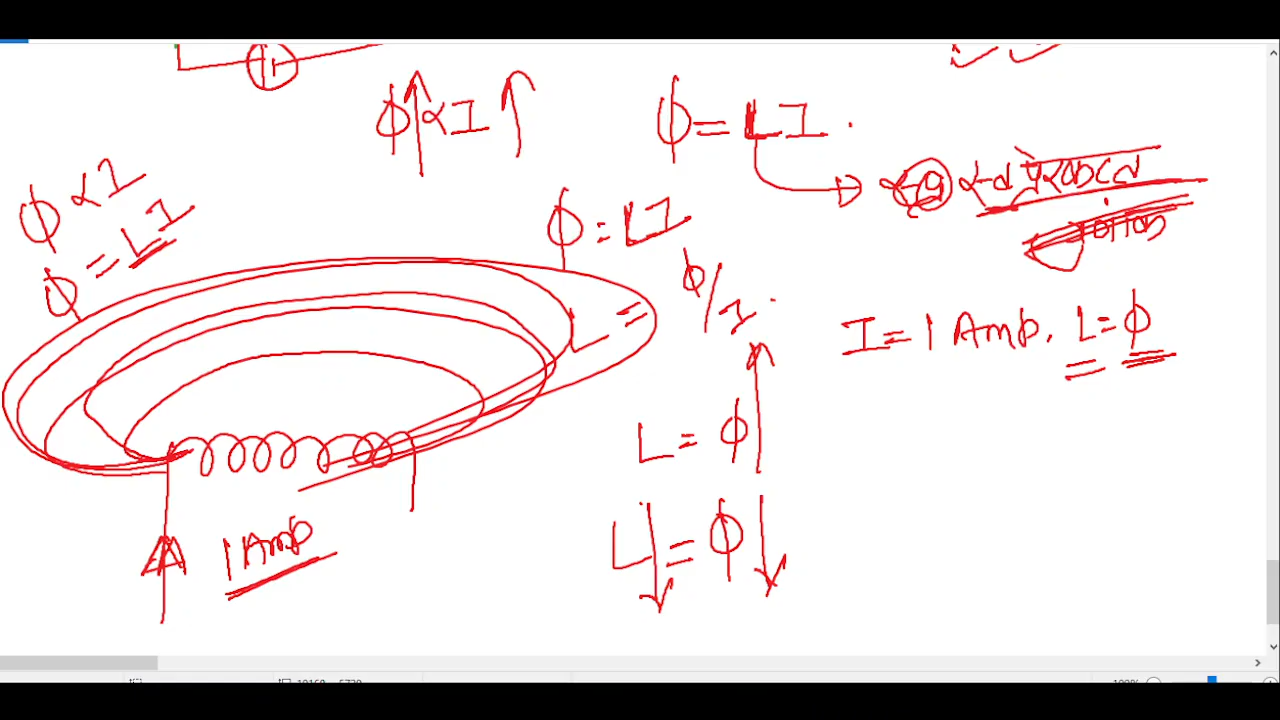 Φ α I
Φ = LI
Φ α I
Φ = LI
Φ = LI
L = Φ/I
I = 1 Amp. L = Φ
L = Φ
L = Φ
1 Amp